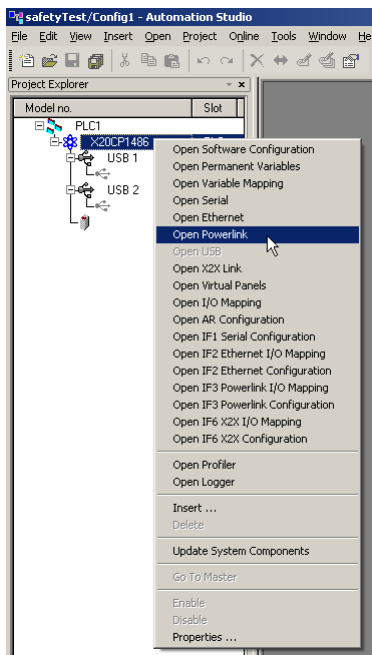 safetyTest/Config1 - Automation Studio
File Edit View Insert Open Project Online Tools Window He
Project Explorer
Model no. Slot
PLC1
X20CP1486
USB 1
USB 2
Open Software Configuration
Open Permanent Variables
Open Variable Mapping
Open Serial
Open Ethernet
Open Powerlink
Open USB
Open X2X Link
Open Virtual Panels
Open I/O Mapping
Open AR Configuration
Open IF1 Serial Configuration
Open IF2 Ethernet I/O Mapping
Open IF2 Ethernet Configuration
Open IF3 Powerlink I/O Mapping
Open IF3 Powerlink Configuration
Open IF6 X2X I/O Mapping
Open IF6 X2X Configuration
Open Profiler
Open Logger
Insert ...
Delete
Update System Components
Go To Master
Enable
Disable
Properties ...